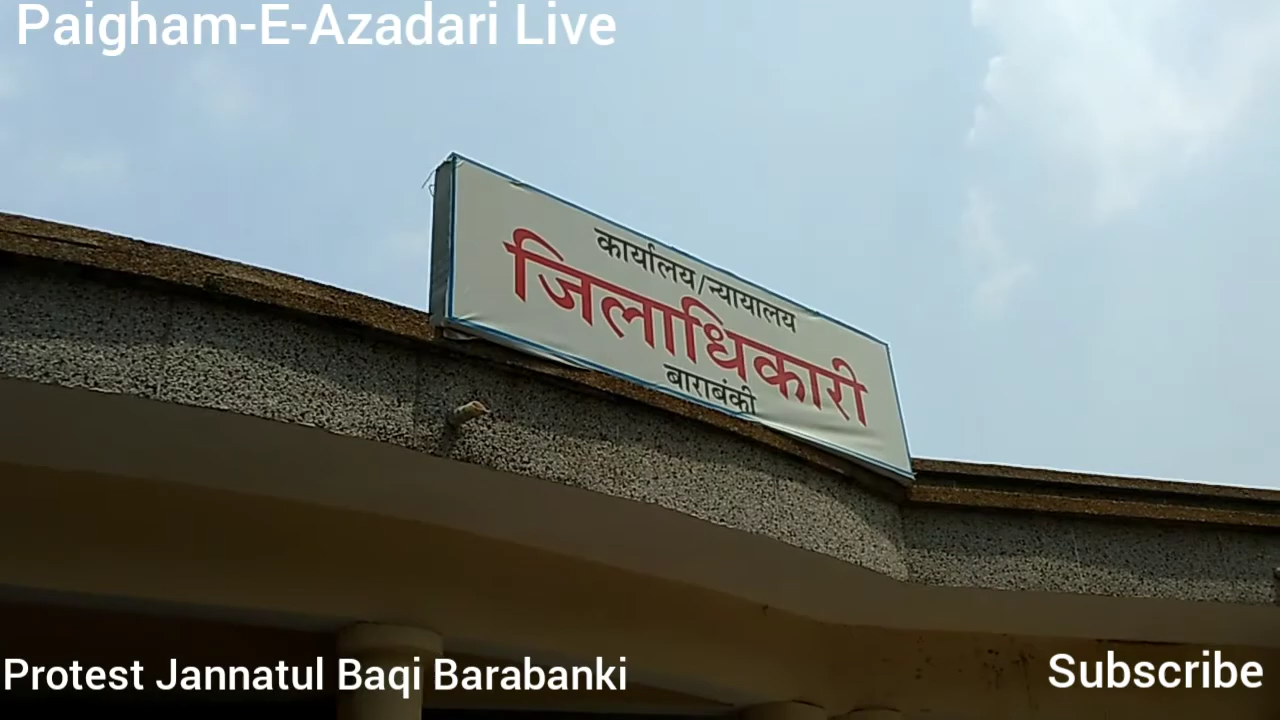 Paigham-E-Azadari Live
कार्यालय/न्यायालय
जिलाधिकारी
बाराबंकी
Protest Jannatul Baqi Barabanki
Subscribe